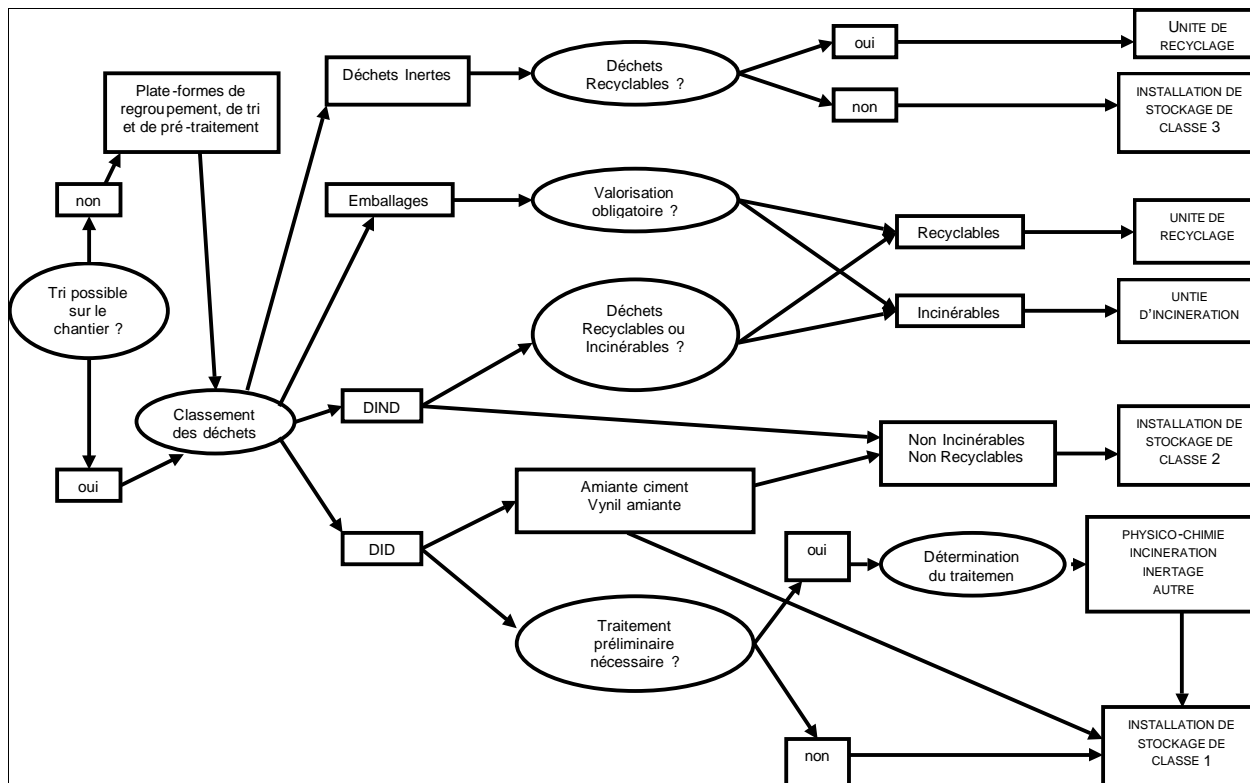 Plate-formes de
regroupement, de tri
et de pré-traitement
non
Tri possible
sur le
chantier ?
oui
Classement
des déchets
Déchets Inertes
Déchets
Recyclables ?
oui
non
UNITE DE
RECYCLAGE
INSTALLATION DE
STOCKAGE DE
CLASSE 3
Emballages
Valorisation
obligatoire ?
Recyclables
UNITE DE
RECYCLAGE
Déchets
Recyclables ou
Incinérables ?
Incinérables
UNTIE
D'INCINERATION
DIND
Non Incinérables
Non Recyclables
INSTALLATION DE
STOCKAGE DE
CLASSE 2
DID
Amiante ciment
Vynil amiante
Traitement
préliminaire
nécessaire ?
oui
Détermination
du traitemen
PHYSICO-CHIMIE
INCINERATION
INERTAGE
AUTRE
non
INSTALLATION DE
STOCKAGE DE
CLASSE 1